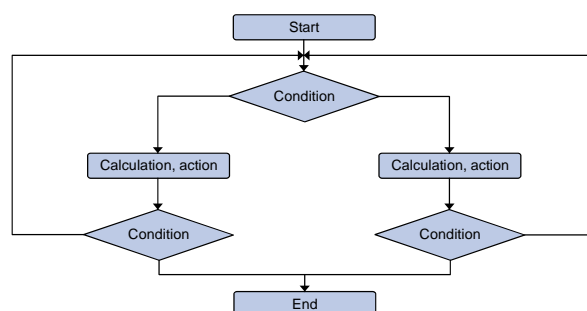 Start
Condition
Calculation, action
Calculation, action
Condition
Condition
End